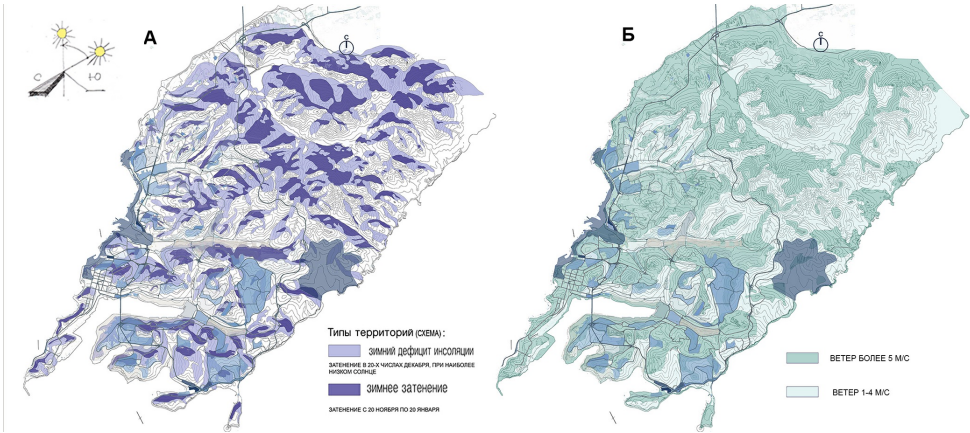 А
С
Ю
С
Типы территорий (СХЕМА) :
ЗИМНИЙ ДЕФИЦИТ ИНСОЛЯЦИИ
ЗАТЕНЕНИЕ В 20-Х ЧИСЛАХ ДЕКАБРЯ, ПРИ НАИБОЛЕЕ
НИЗКОМ СОЛНЦЕ
ЗИМНЕЕ ЗАТЕНЕНИЕ
ЗАТЕНЕНИЕ С 20 НОЯБРЯ ПО 20 ЯНВАРЯ
Б
С
ВЕТЕР БОЛЕЕ 5 М/С
ВЕТЕР 1-4 М/С